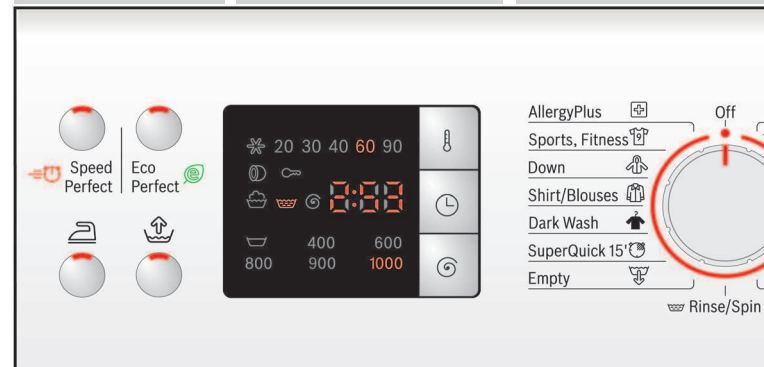 Speed
Perfect
Eco
Perfect
20 30 40 60 90
400 600
800 900 1000
AllergyPlus
Sports, Fitness
Down
Shirt/Blouses
Dark Wash
SuperQuick 15'
Empty
Off
Rinse/Spin